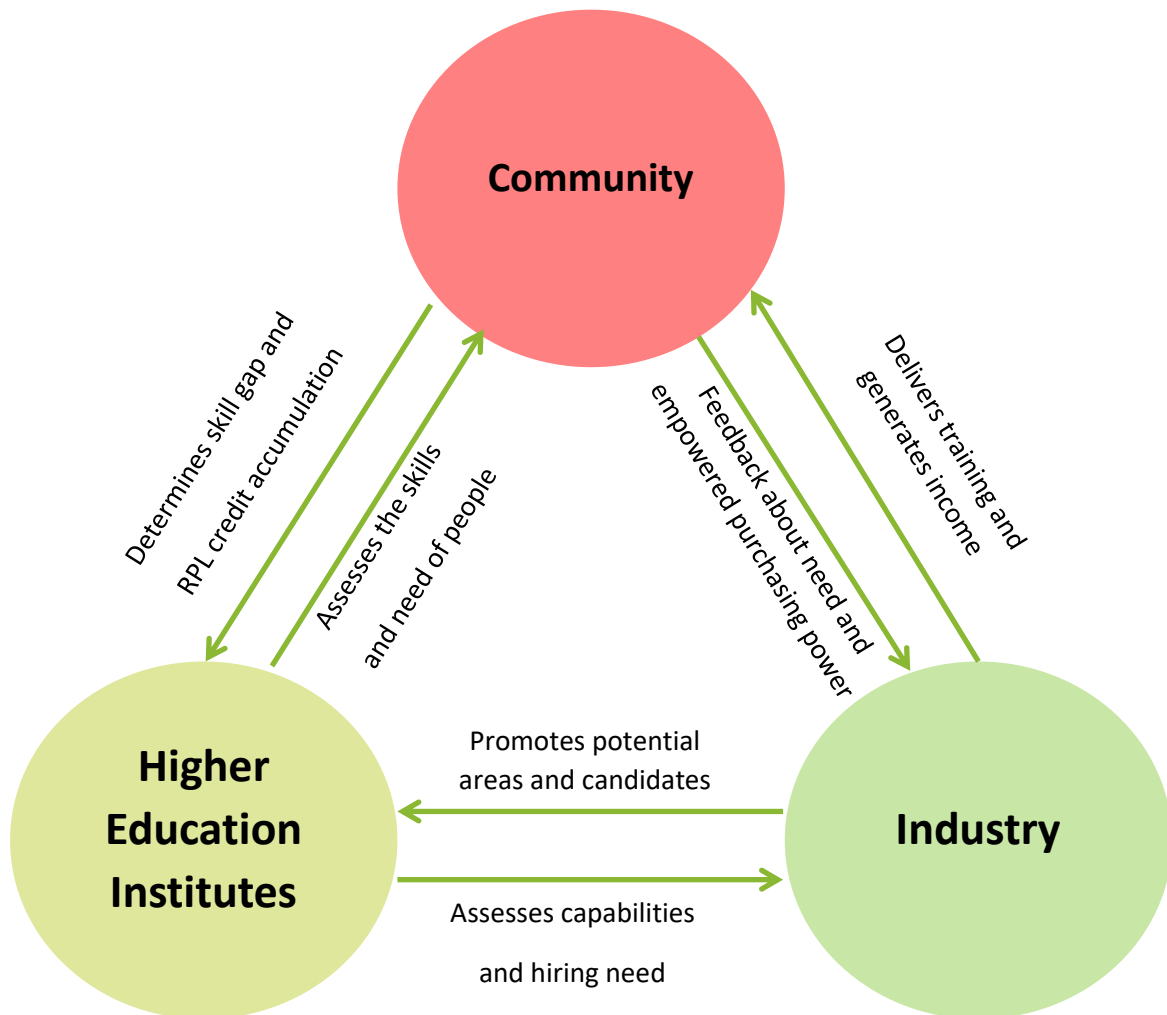 Community
Determines skill gap and
RPL credit accumulation
Assesses the skills
and need of people
Feedback about need and
empowered purchasing power
Delivers training and
generates income
Higher
Education
Institutes
Promotes potential
areas and candidates
Assesses capabilities
and hiring need
Industry